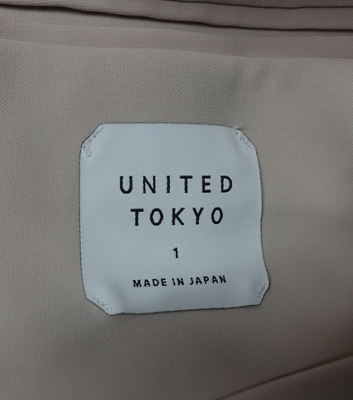 UNITED
TOKYO
1
MADE IN JAPAN